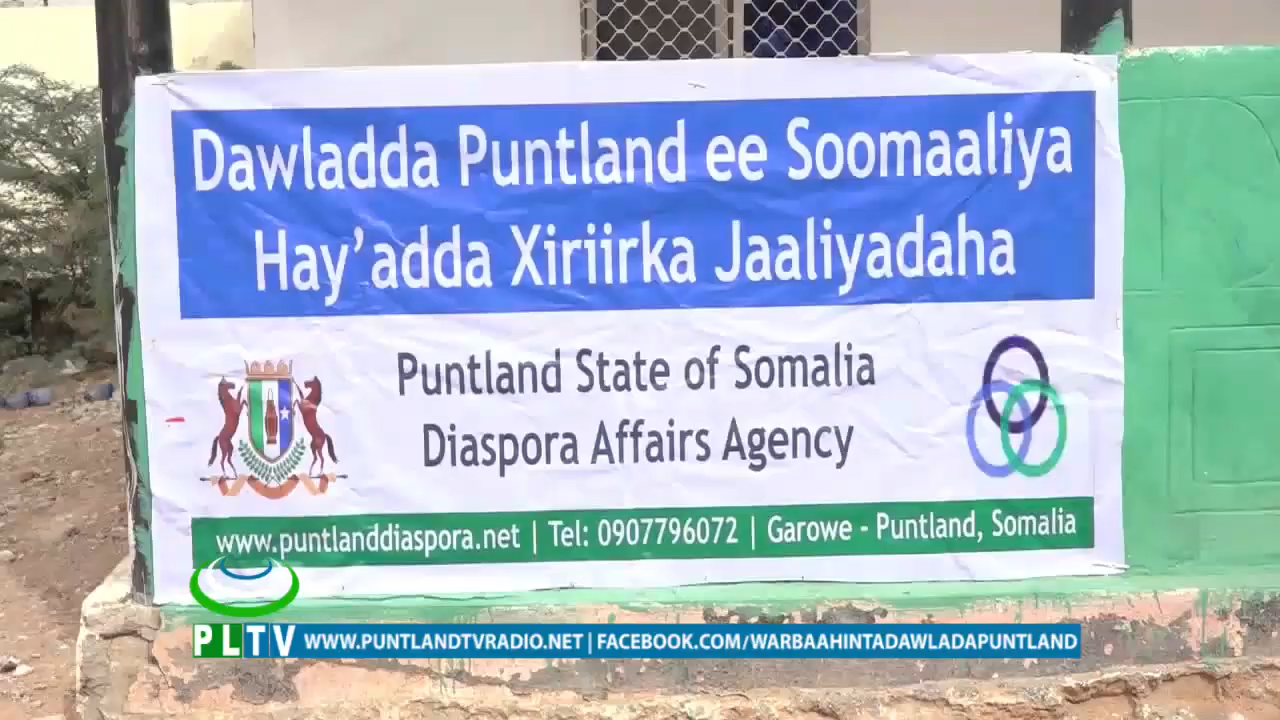 Dawladda Puntland ee Soomaaliya
Hay'adda Xiriirka Jaaliyadaha
Puntland State of Somalia
Diaspora Affairs Agency
www.puntlanddiaspora.net | Tel: 0907796072 | Garowe - Puntland, Somalia
PLTV WWW.PUNTLANDTVRADIO.NET | FACEBOOK.COM/WARBAAHINTADAWLADAPUNTLAND